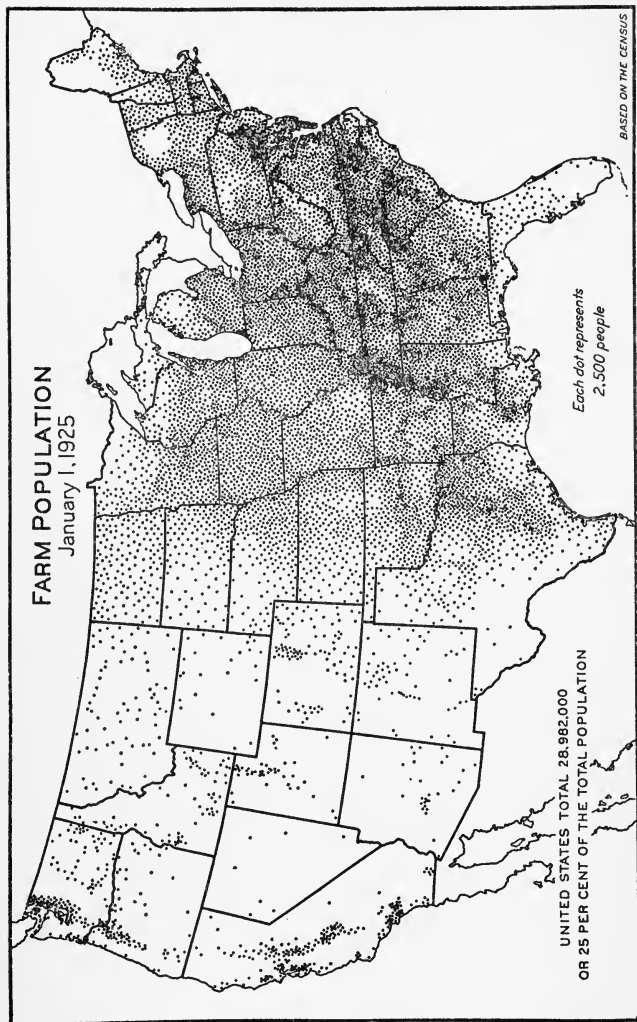 FARM POPULATION
January 1, 1925
Each dot represents
2,500 people
UNITED STATES TOTAL 28,982,000
OR 25 PER CENT OF THE TOTAL POPULATION
BASED ON THE CENSUS